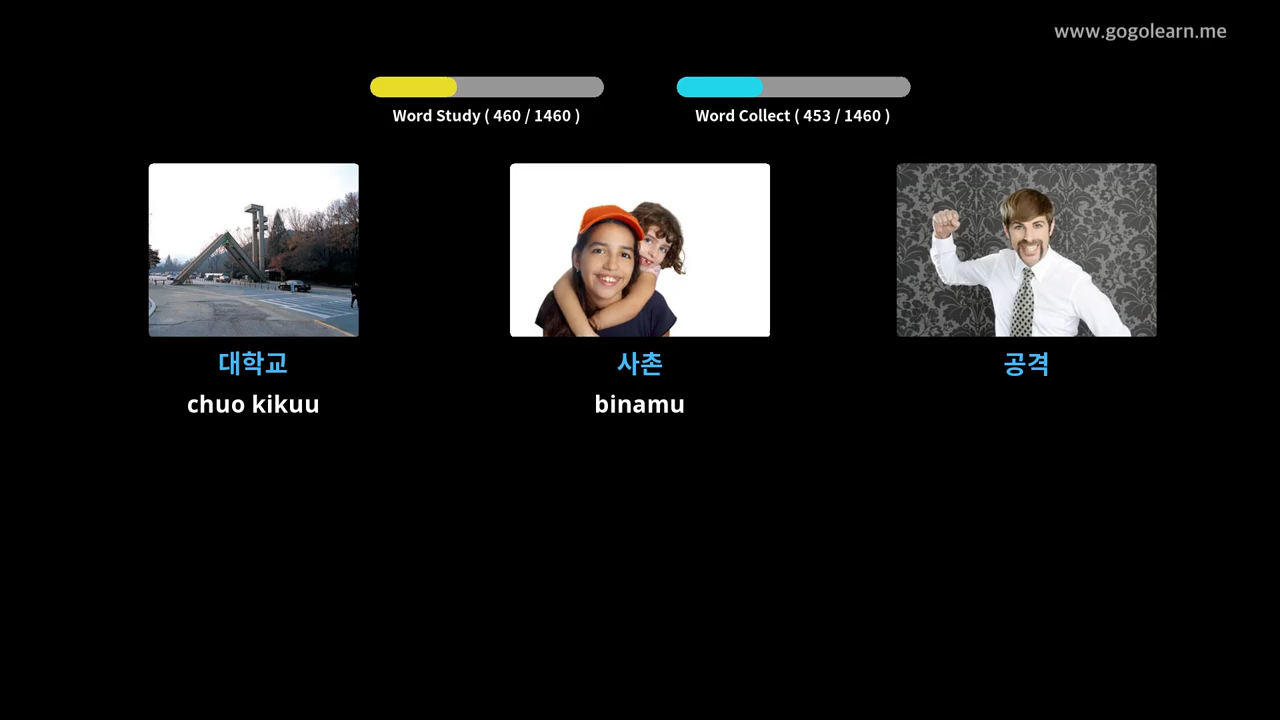 www.gogolearn.me
Word Study ( 460 / 1460 )
Word Collect ( 453 / 1460 )
대학교
사촌
공격
chuo kikuu
binamu